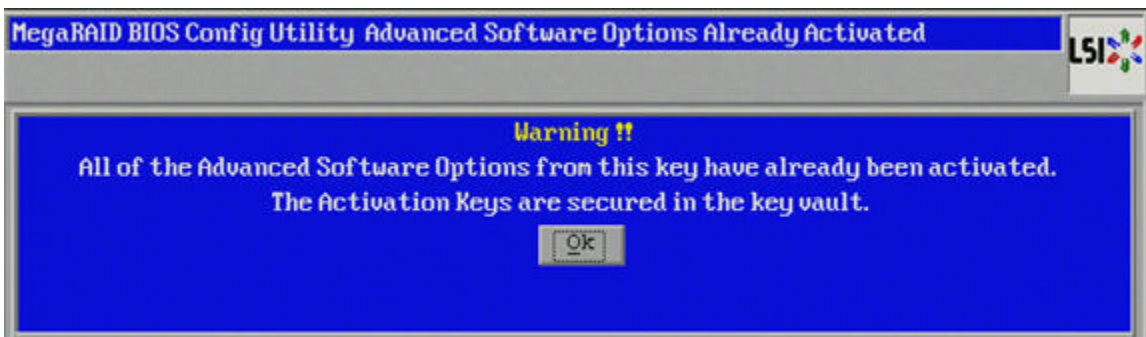 MegaRAID BIOS Config Utility Advanced Software Options Already Activated
LSI
Warning !!
All of the Advanced Software Options from this key have already been activated.
The Activation Keys are secured in the key vault.
Ok